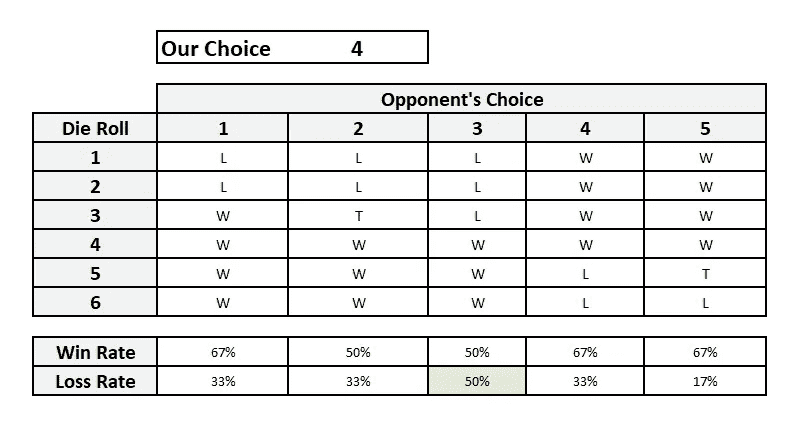 Our Choice 4
Opponent's Choice
Die Roll 1 2 3 4 5
1 L L L W W
2 L L L W W
3 W T L W W
4 W W W W W
5 W W W L T
6 W W W L L
Win Rate 67% 50% 50% 67% 67%
Loss Rate 33% 33% 50% 33% 17%